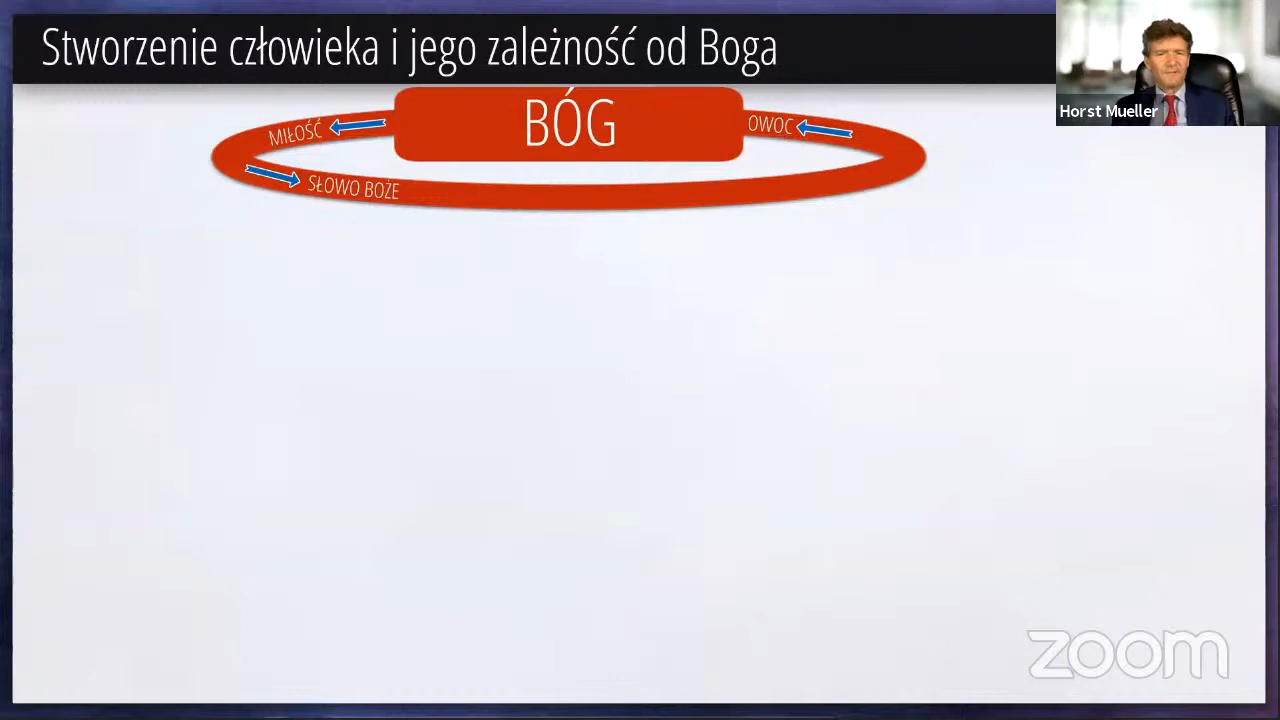 Stworzenie człowieka i jego zależność od Boga
Horst Mueller
BÓG
MIŁOŚĆ
OWOC
SŁOWO BOŻE
zoom